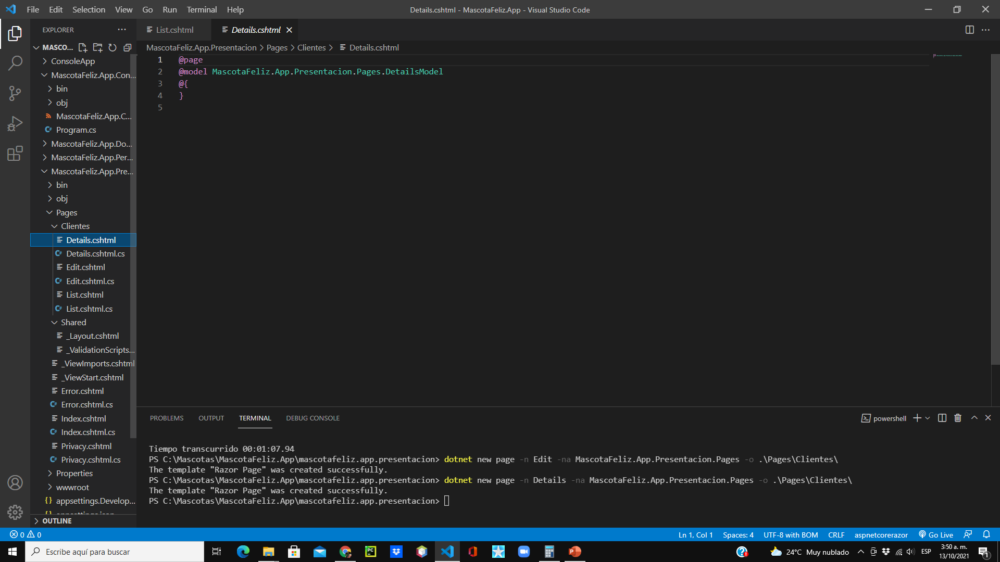 File Edit Selection View Go Run Terminal Help
Details.cshtml - MascotaFeliz.App - Visual Studio Code
EXPLORER
List.cshtml
Details.cshtml
MASCO...
MascotaFeliz.App.Presentacion > Pages > Clientes > Details.cshtml
ConsoleApp
MascotaFeliz.App.Con...
bin
obj
MascotaFeliz.App.C...
Program.cs
MascotaFeliz.App.Do...
MascotaFeliz.App.Per...
MascotaFeliz.App.Pre...
bin
obj
Pages
Clientes
Details.cshtml
Details.cshtml.cs
Edit.cshtml
Edit.cshtml.cs
List.cshtml
List.cshtml.cs
Shared
_Layout.cshtml
_ValidationScripts...
_ViewImports.cshtml
_ViewStart.cshtml
Error.cshtml
Error.cshtml.cs
Index.cshtml
Index.cshtml.cs
Privacy.cshtml
Privacy.cshtml.cs
Properties
wwwroot
appsettings.Develop...
OUTLINE
1 @page
2 @model MascotaFeliz.App.Presentacion.Pages.DetailsModel
3 @{
4 }
5
PROBLEMS OUTPUT TERMINAL DEBUG CONSOLE
powershell
Tiempo transcurrido 00:01:07.94
PS C:\Mascotas\MascotaFeliz.App\mascotafeliz.app.presentacion> dotnet new page -n Edit -na MascotaFeliz.App.Presentacion.Pages -o .\Pages\Clientes\
The template "Razor Page" was created successfully.
PS C:\Mascotas\MascotaFeliz.App\mascotafeliz.app.presentacion> dotnet new page -n Details -na MascotaFeliz.App.Presentacion.Pages -o .\Pages\Clientes\
The template "Razor Page" was created successfully.
PS C:\Mascotas\MascotaFeliz.App\mascotafeliz.app.presentacion>
0 0
Ln 1, Col 1 Spaces: 4 UTF-8 with BOM CRLF aspnetcorerazor Go Live
Escribe aquí para buscar
PC
24°C Muy nublado
ESP
3:50 a. m.
13/10/2021
1